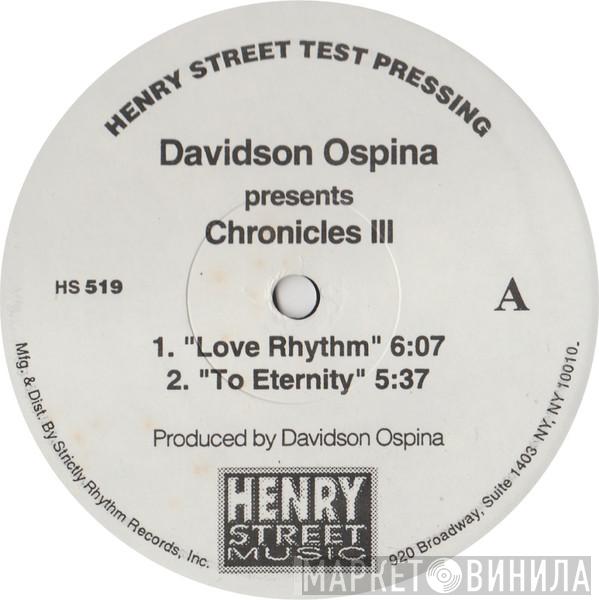 HENRY STREET TEST PRESSING
Davidson Ospina
presents
Chronicles III
HS 519
A
1. "Love Rhythm" 6:07
2. "To Eternity" 5:37
Produced by Davidson Ospina
HENRY
STREET
MUSIC
Mfg. & Dist. By Strictly Rhythm Records, Inc.
920 Broadway, Suite 1403 NY, NY 10010.
МАРКЕТ ВИНИЛА